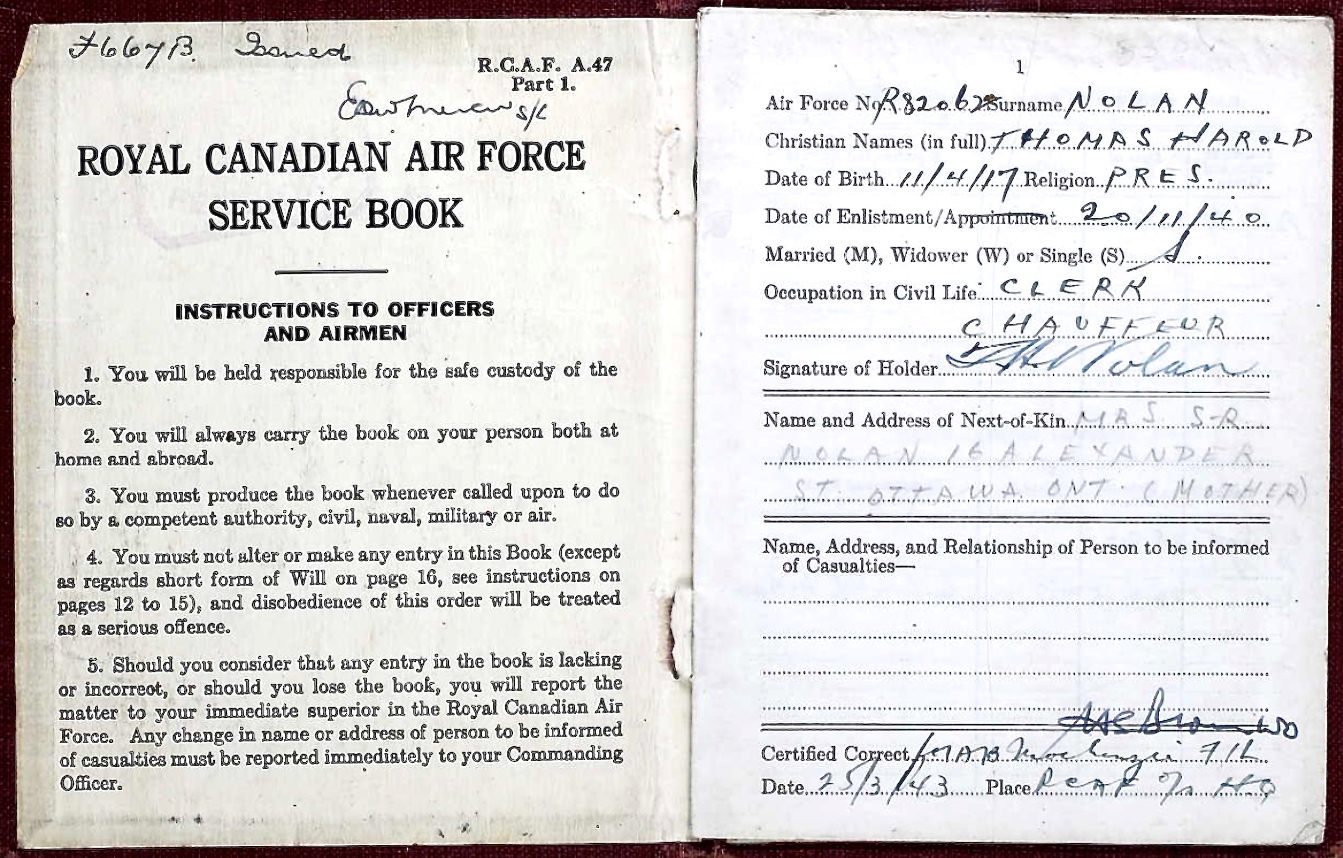 Issued
R.C.A.F. A.47
Part 1.
S/L
ROYAL CANADIAN AIR FORCE
SERVICE BOOK
INSTRUCTIONS TO OFFICERS
AND AIRMEN
1. You will be held responsible for the safe custody of the
book.
2. You will always carry the book on your person both at
home and abroad.
3. You must produce the book whenever called upon to do
so by a competent authority, civil, naval, military or air.
4. You must not alter or make any entry in this Book (except
as regards short form of Will on page 16, see instructions on
pages 12 to 15), and disobedience of this order will be treated
as a serious offence.
5. Should you consider that any entry in the book is lacking
or incorrect, or should you lose the book, you will report the
matter to your immediate superior in the Royal Canadian Air
Force. Any change in name or address of person to be informed
of casualties must be reported immediately to your Commanding
Officer.
1
Air Force No. R82062 Surname NOLAN
Christian Names (in full) THOMAS HAROLD
Date of Birth 11/4/17 Religion PRES.
Date of Enlistment/Appointment 20/11/40
Married (M), Widower (W) or Single (S) S.
Occupation in Civil Life CLERK
CHAUFFEUR
Signature of Holder TH Nolan
Name and Address of Next-of-Kin MRS S-R
NOLAN 16 ALEXANDER
ST. OTTAWA ONT. (MOTHER)
Name, Address, and Relationship of Person to be informed
of Casualties—
Certified Correct F/L
Date 25/3/43 Place RCAF O/S HQ